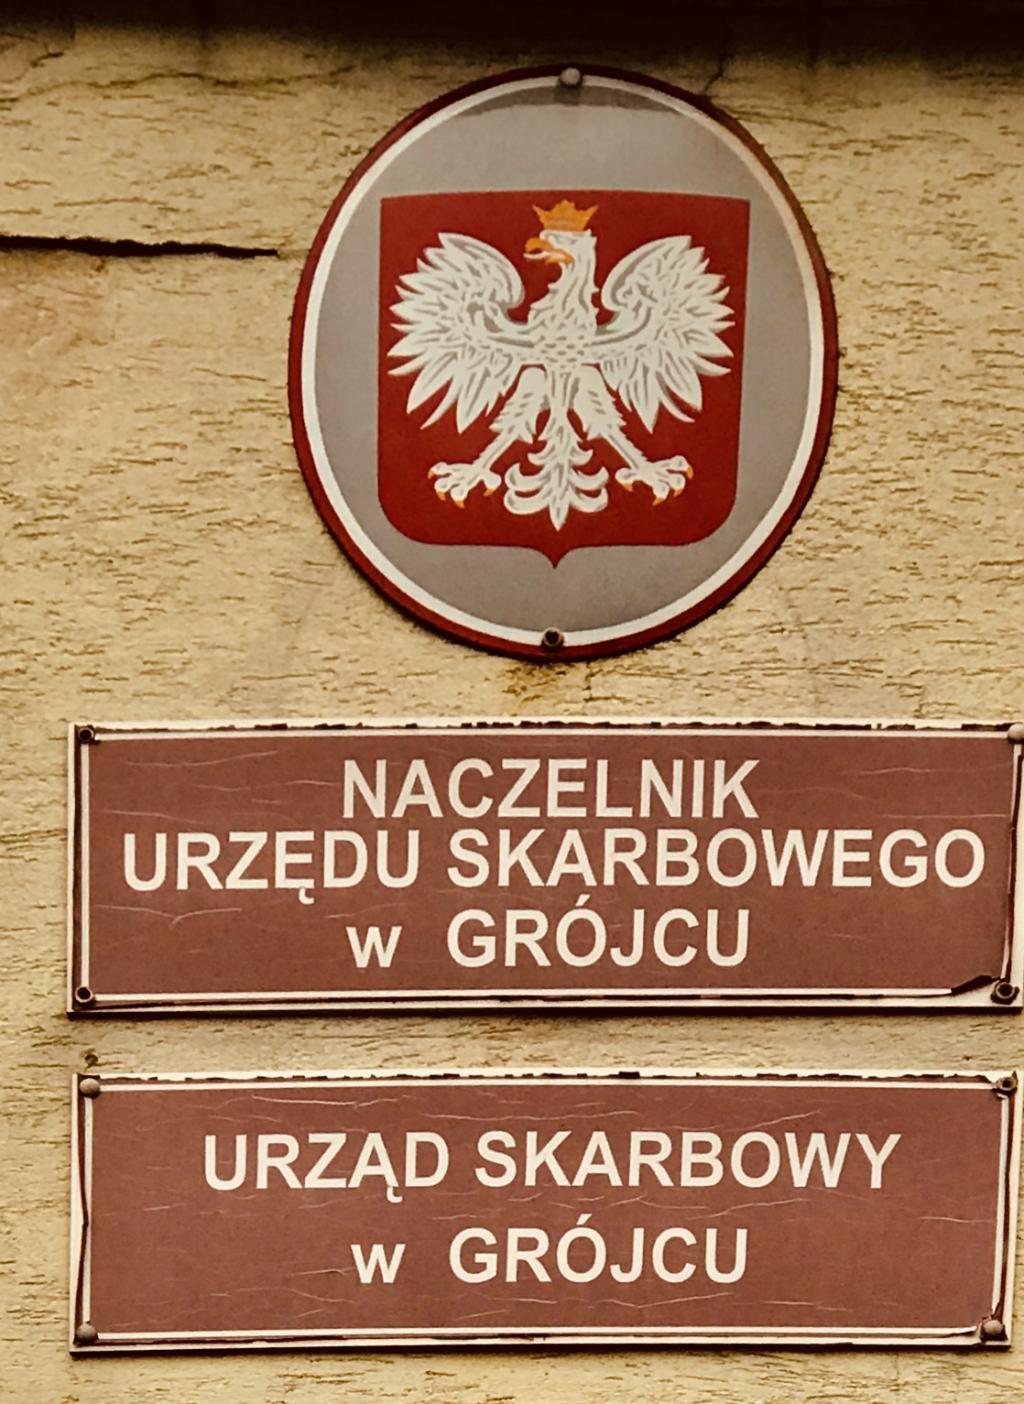 NACZELNIK
URZĘDU SKARBOWEGO
w GRÓJCU
URZĄD SKARBOWY
w GRÓJCU